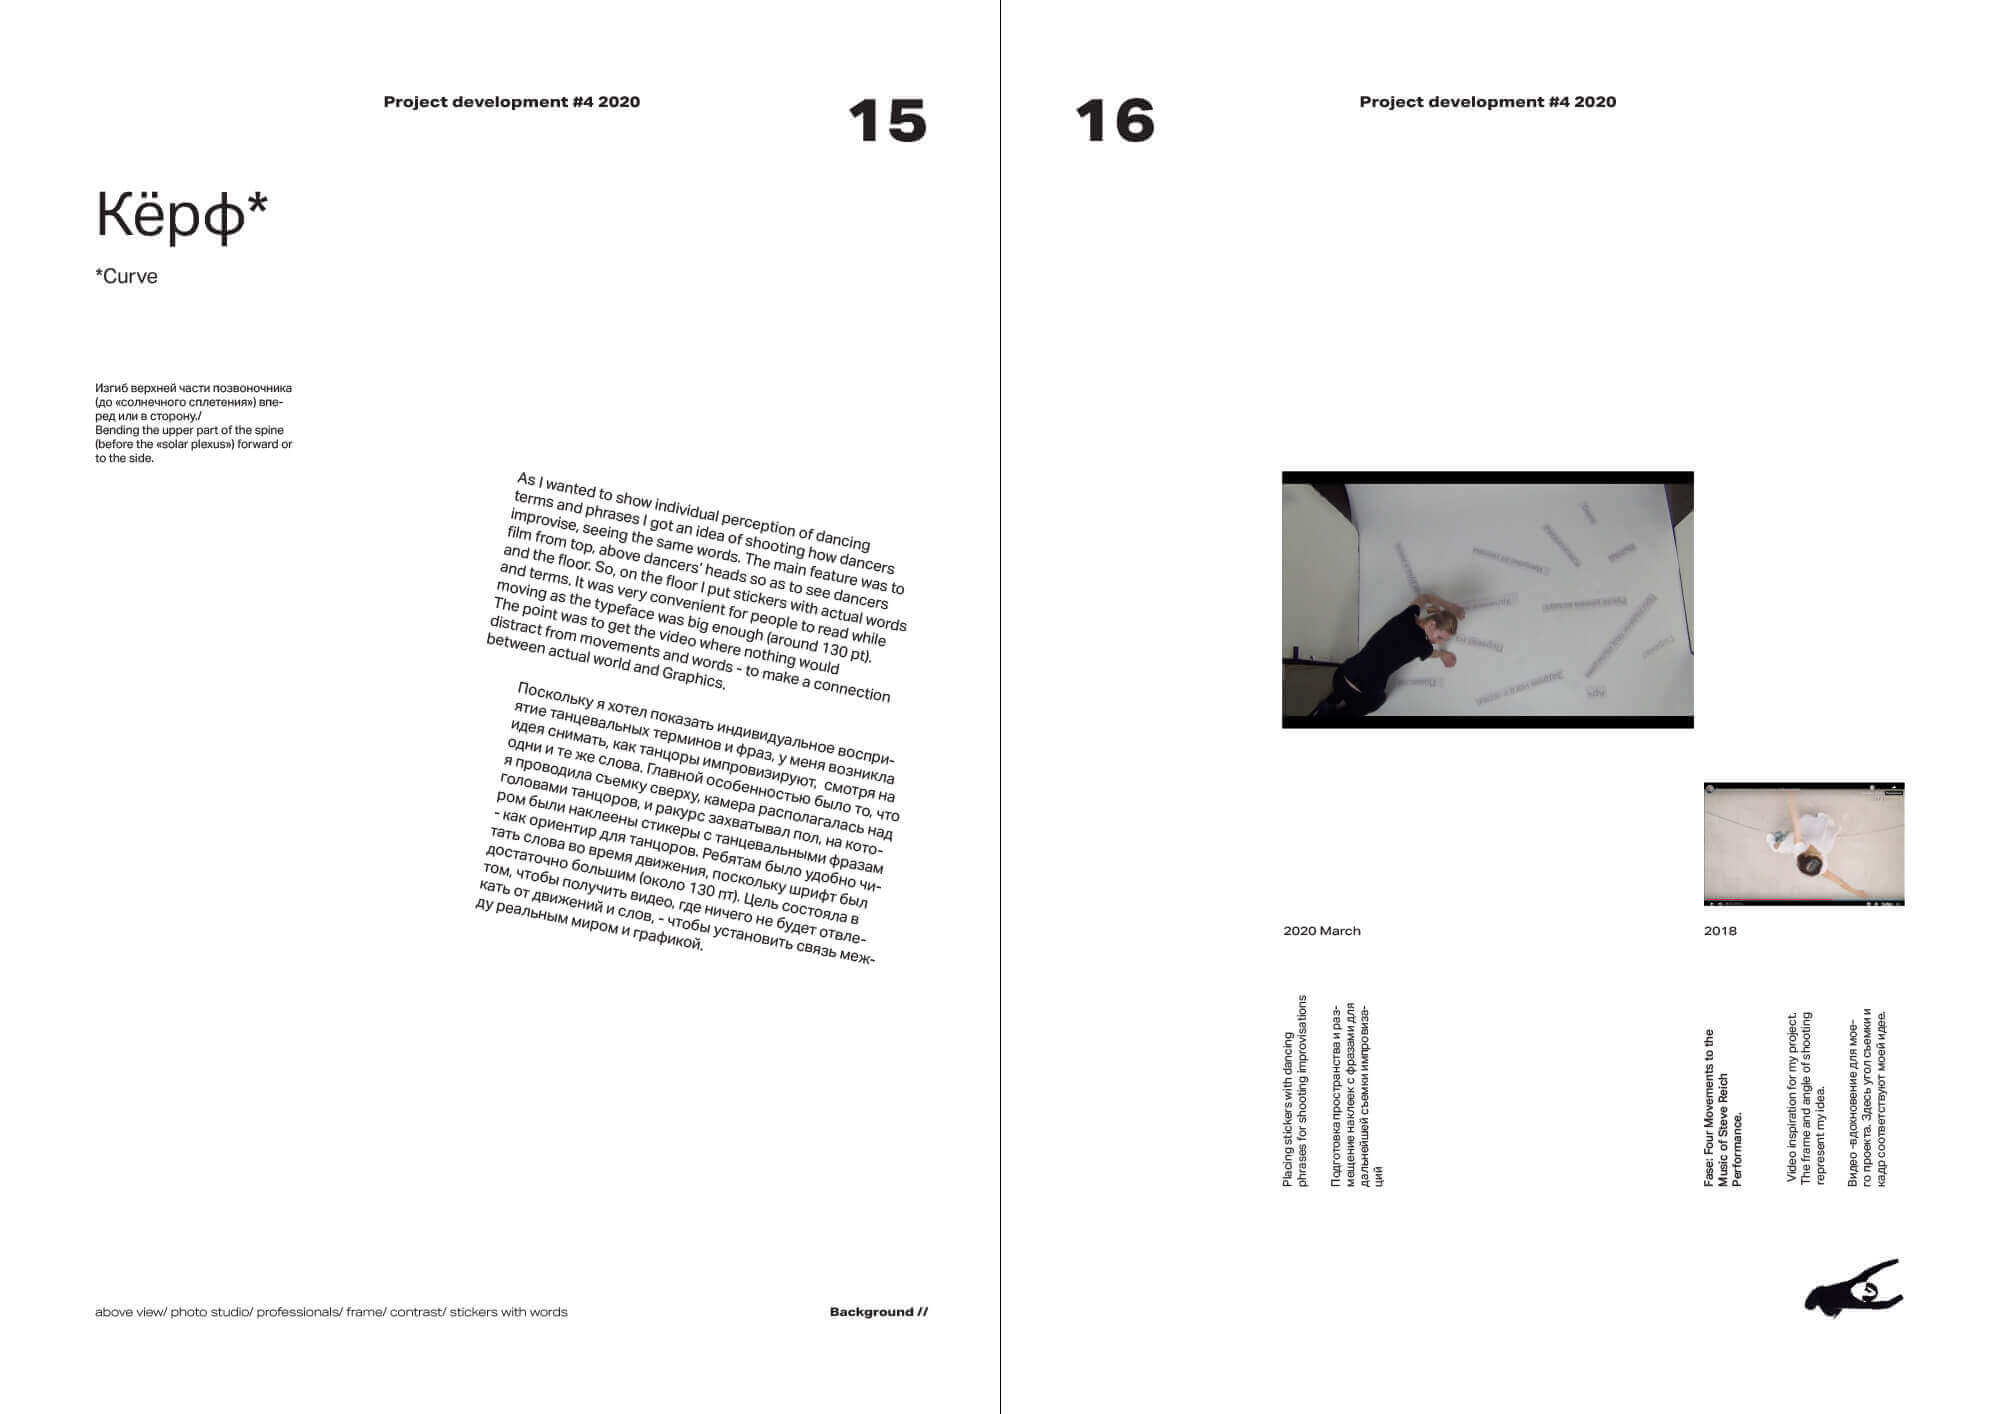 Project development #4 2020
15
Кёрф*
*Curve
Изгиб верхней части позвоночника
(до «солнечного сплетения») впе-
ред или в сторону./
Bending the upper part of the spine
(before the «solar plexus») forward or
to the side.
As I wanted to show individual perception of dancing
terms and phrases I got an idea of shooting how dancers
improvise, seeing the same words. The main feature was to
film from top, above dancers' heads so as to see dancers
and the floor. So, on the floor I put stickers with actual words
and terms. It was very convenient for people to read while
moving as the typeface was big enough (around 130 pt).
The point was to get the video where nothing would
distract from movements and words - to make a connection
between actual world and Graphics.
Поскольку я хотел показать индивидуальное воспри-
ятие танцевальных терминов и фраз, у меня возникла
идея снимать, как танцоры импровизируют, смотря на
одни и те же слова. Главной особенностью было то, что
я проводила съемку сверху, камера располагалась над
головами танцоров, и ракурс захватывал пол, на кото-
ром были наклеены стикеры с танцевальными фразам
- как ориентир для танцоров. Ребятам было удобно чи-
тать слова во время движения, поскольку шрифт был
достаточно большим (около 130 пт). Цель состояла в
том, чтобы получить видео, где ничего не будет отвле-
кать от движений и слов, - чтобы установить связь меж-
ду реальным миром и графикой.
above view/ photo studio/ professionals/ frame/ contrast/ stickers with words
Background //
16
Project development #4 2020
2020 March
2018
Placing stickers with dancing
phrases for shooting improvisations
Подготовка пространства и раз-
мещение наклеек с фразами для
дальнейшей съемки импровиза-
ций
Fase: Four Movements to the
Music of Steve Reich
Performance.
Video inspiration for my project.
The frame and angle of shooting
represent my idea.
Видео -вдохновение для мое-
го проекта. Здесь угол съемки и
кадр соответствуют моей идее.